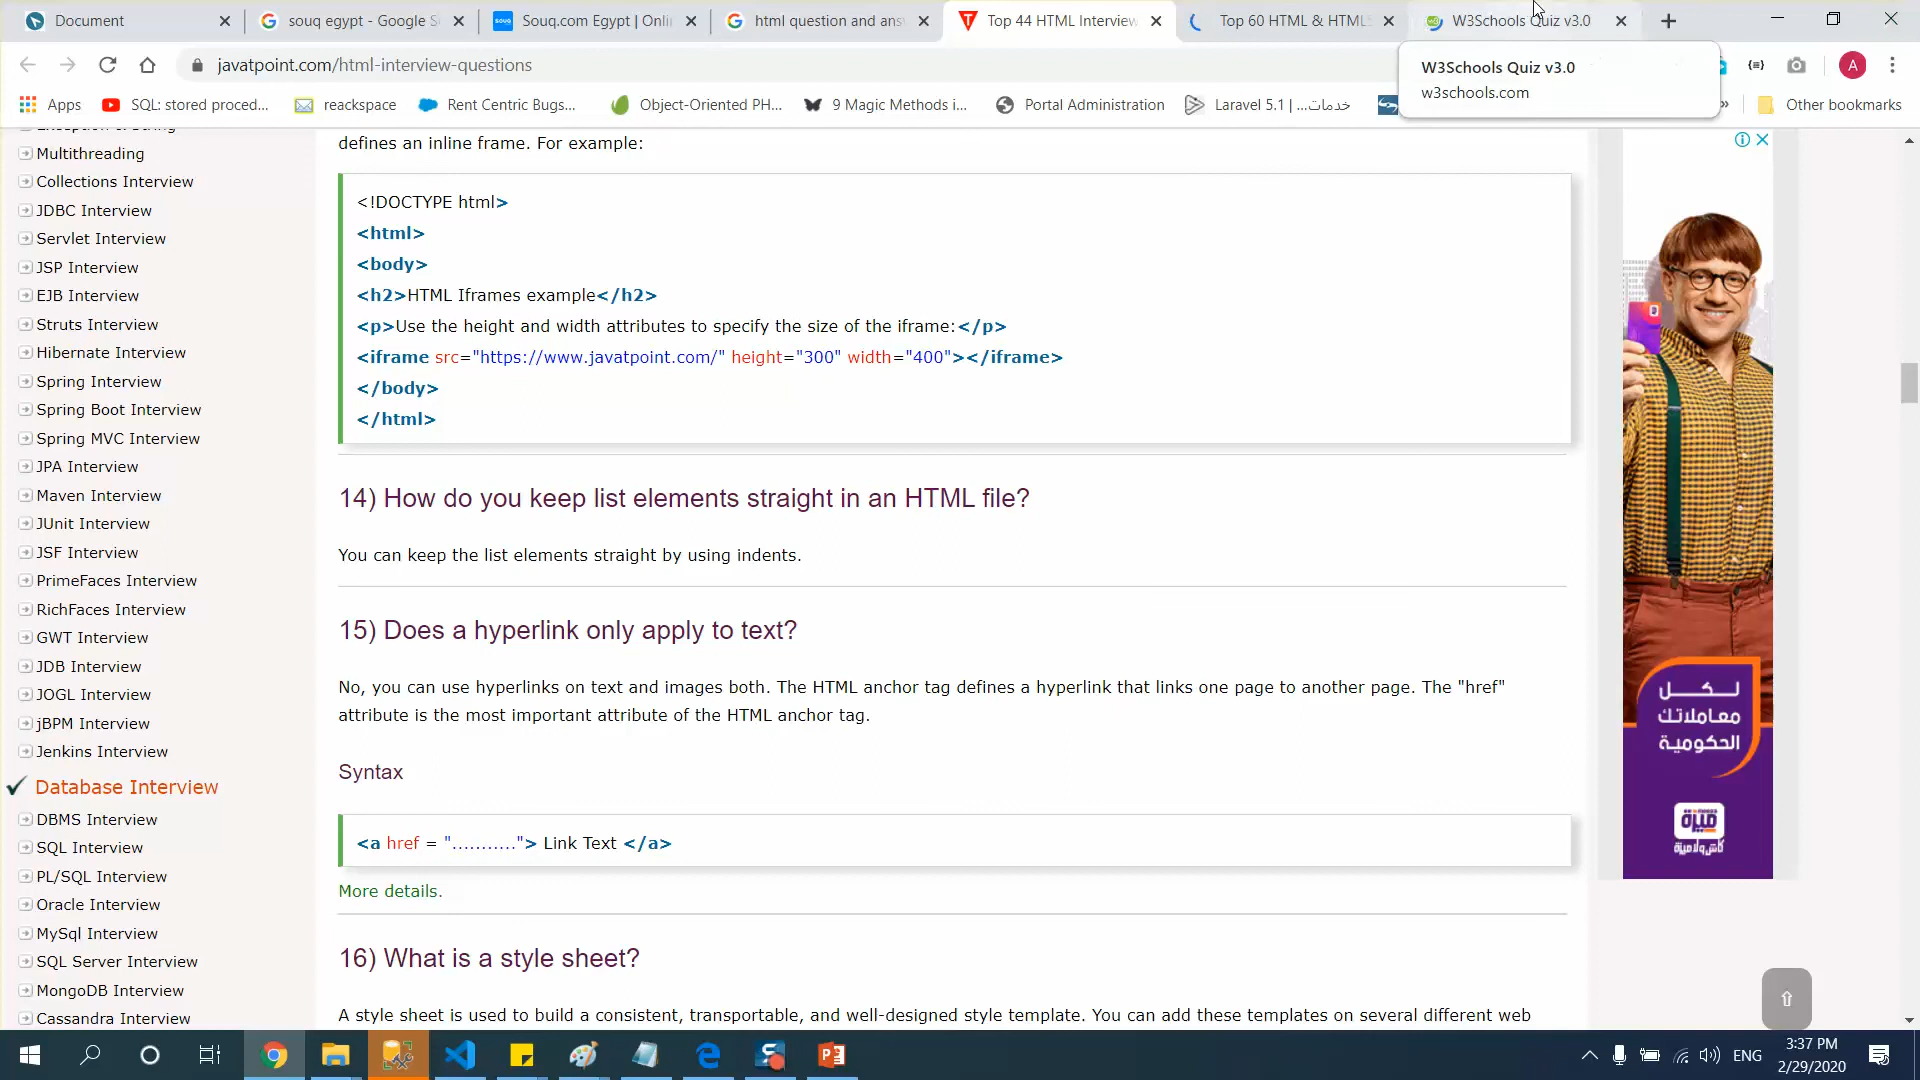 Document
souq egypt - Google S
Souq.com Egypt | Onli
html question and ans
Top 44 HTML Interview
Top 60 HTML & HTML5
W3Schools Quiz v3.0
javatpoint.com/html-interview-questions
W3Schools Quiz v3.0
w3schools.com
A
Apps
SQL: stored proced...
reackspace
Rent Centric Bugs...
Object-Oriented PH...
9 Magic Methods i...
Portal Administration
Laravel 5.1 | ...خدمات
Other bookmarks
Multithreading
Collections Interview
JDBC Interview
Servlet Interview
JSP Interview
EJB Interview
Struts Interview
Hibernate Interview
Spring Interview
Spring Boot Interview
Spring MVC Interview
JPA Interview
Maven Interview
JUnit Interview
JSF Interview
PrimeFaces Interview
RichFaces Interview
GWT Interview
JDB Interview
JOGL Interview
jBPM Interview
Jenkins Interview
Database Interview
DBMS Interview
SQL Interview
PL/SQL Interview
Oracle Interview
MySql Interview
SQL Server Interview
MongoDB Interview
Cassandra Interview
defines an inline frame. For example:
<!DOCTYPE html>
<html>
<body>
<h2>HTML Iframes example</h2>
<p>Use the height and width attributes to specify the size of the iframe:</p>
<iframe src="https://www.javatpoint.com/" height="300" width="400"></iframe>
</body>
</html>
14) How do you keep list elements straight in an HTML file?
You can keep the list elements straight by using indents.
15) Does a hyperlink only apply to text?
No, you can use hyperlinks on text and images both. The HTML anchor tag defines a hyperlink that links one page to another page. The "href"
attribute is the most important attribute of the HTML anchor tag.
Syntax
<a href = "..........."> Link Text </a>
More details.
16) What is a style sheet?
A style sheet is used to build a consistent, transportable, and well-designed style template. You can add these templates on several different web
لكل
معاملاتك
الحكومية
ENG
3:37 PM
2/29/2020